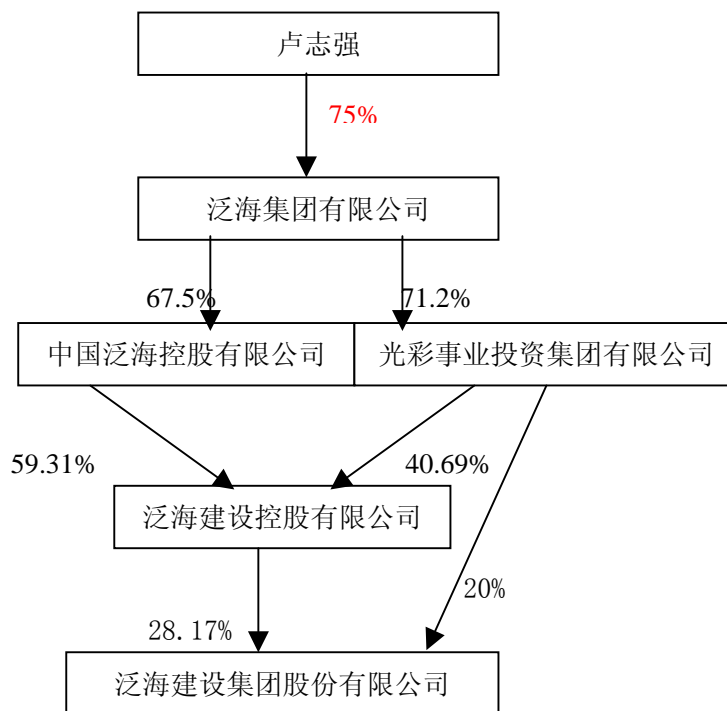 卢志强
75%
泛海集团有限公司
67.5%
71.2%
中国泛海控股有限公司
光彩事业投资集团有限公司
59.31%
40.69%
泛海建设控股有限公司
20%
28.17%
泛海建设集团股份有限公司